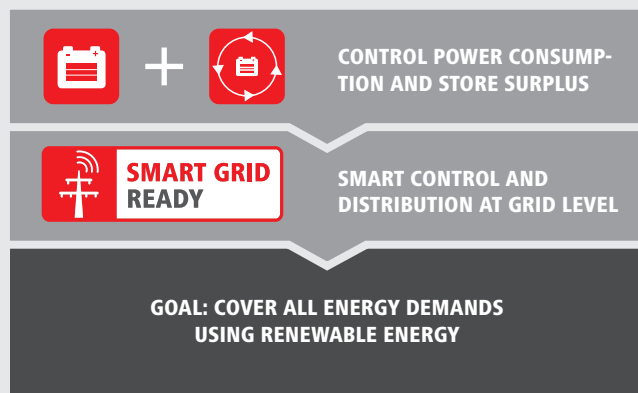 CONTROL POWER CONSUMP-
TION AND STORE SURPLUS
SMART GRID
READY
SMART CONTROL AND
DISTRIBUTION AT GRID LEVEL
GOAL: COVER ALL ENERGY DEMANDS
USING RENEWABLE ENERGY